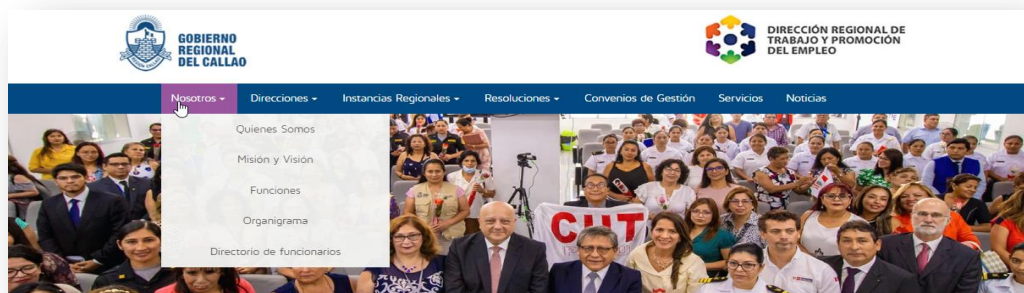 GOBIERNO
REGIONAL
DEL CALLAO
DIRECCIÓN REGIONAL DE
TRABAJO Y PROMOCIÓN
DEL EMPLEO
Nosotros
Direcciones
Instancias Regionales
Resoluciones
Convenios de Gestión
Servicios
Noticias
Quienes Somos
Misión y Visión
Funciones
Organigrama
Directorio de funcionarios